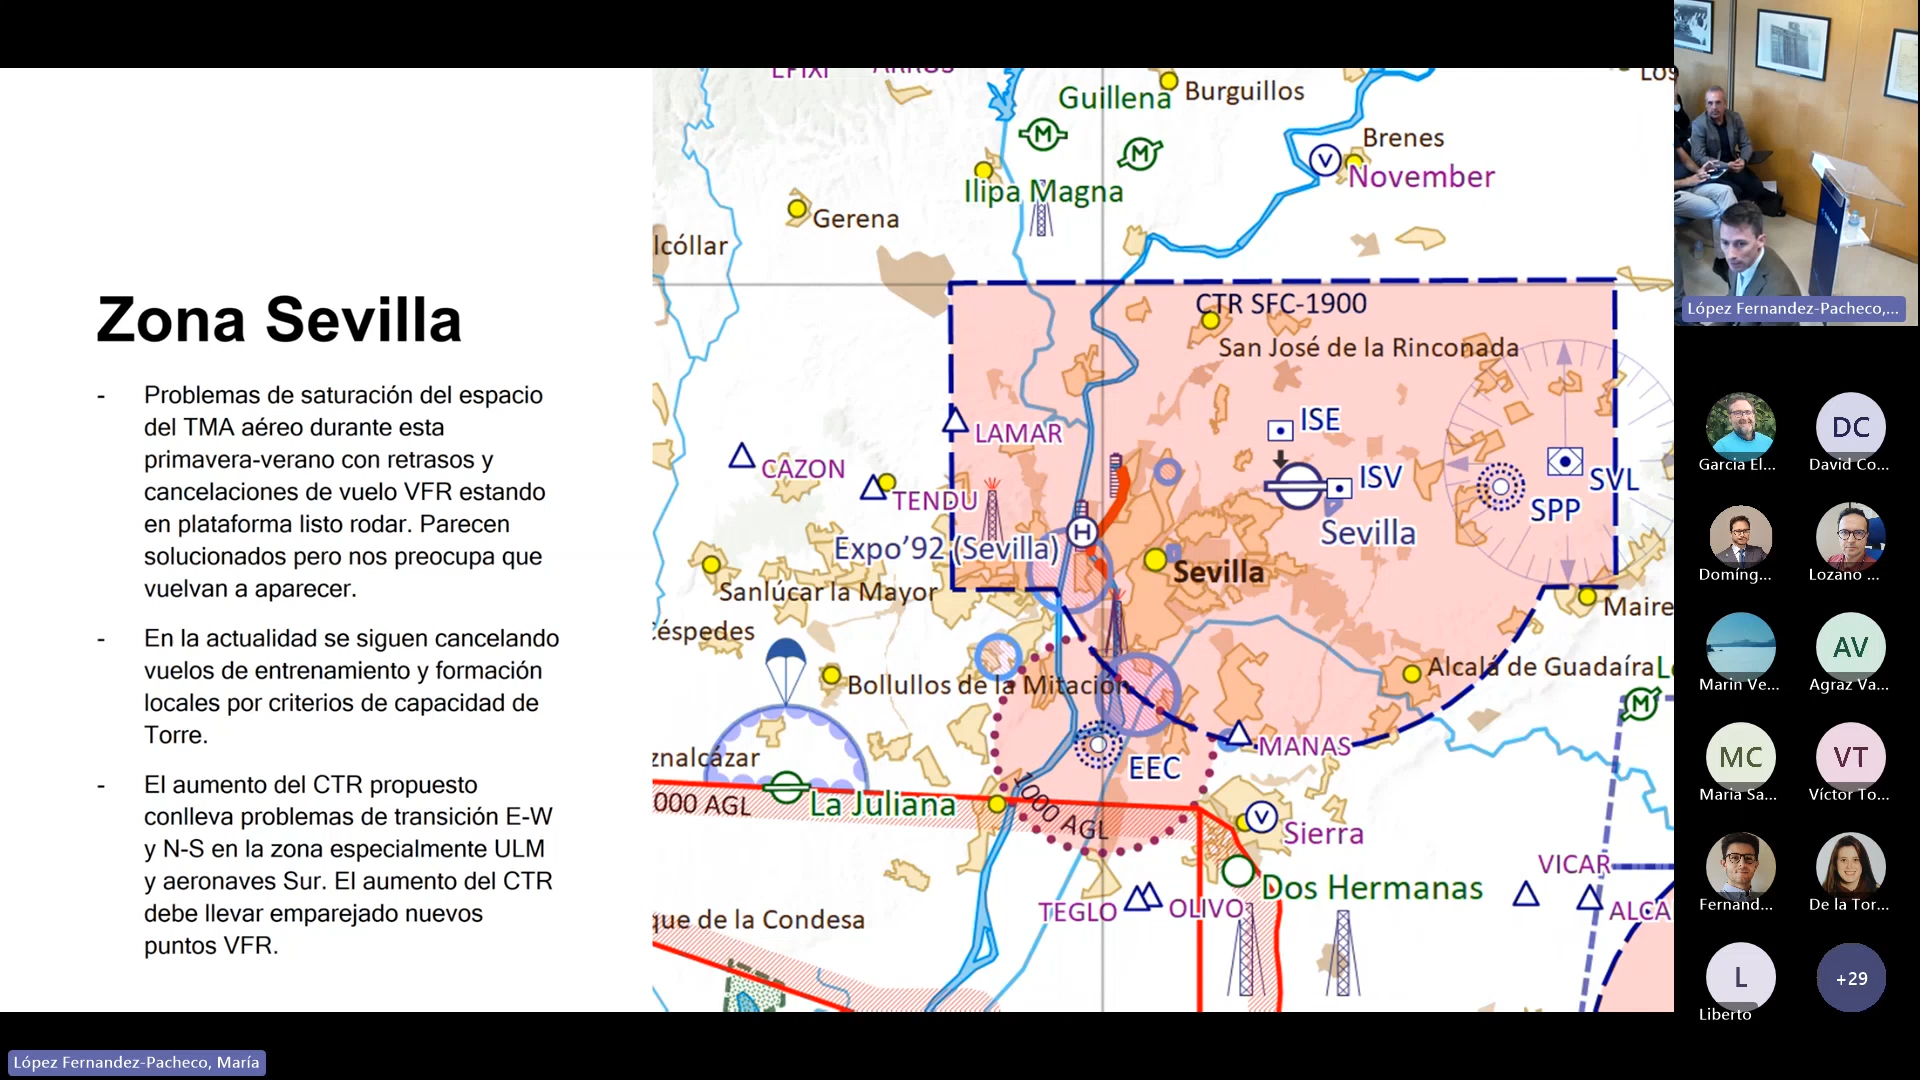 Zona Sevilla
- Problemas de saturación del espacio
del TMA aéreo durante esta
primavera-verano con retrasos y
cancelaciones de vuelo VFR estando
en plataforma listo rodar. Parecen
solucionados pero nos preocupa que
vuelvan a aparecer.
- En la actualidad se siguen cancelando
vuelos de entrenamiento y formación
locales por criterios de capacidad de
Torre.
- El aumento del CTR propuesto
conlleva problemas de transición E-W
y N-S en la zona especialmente ULM
y aeronaves Sur. El aumento del CTR
debe llevar emparejado nuevos
puntos VFR.
Guillena
Burguillos
M
M
Brenes
V
November
Ilipa Magna
Gerena
lcóllar
CTR SFC-1900
San José de la Rinconada
LAMAR
ISE
CAZON
TENDU
ISV
SVL
SPP
Sevilla
H
Expo'92 (Sevilla)
Sevilla
Sanlúcar la Mayor
Maire
éspedes
Bollullos de la Mitación
Alcalá de Guadaíra
M
znalcázar
MANAS
EEC
000 AGL
La Juliana
1000 AGL
V
Sierra
VICAR
Dos Hermanas
TEGLO
OLIVO
ALCA
que de la Condesa
López Fernandez-Pacheco,...
Garcia El...
DC
David Co...
Doming...
Lozano ...
Marin Ve...
AV
Agraz Va...
MC
Maria Sa...
VT
Víctor To...
Fernand...
De la Tor...
L
Liberto
+29
López Fernandez-Pacheco, María